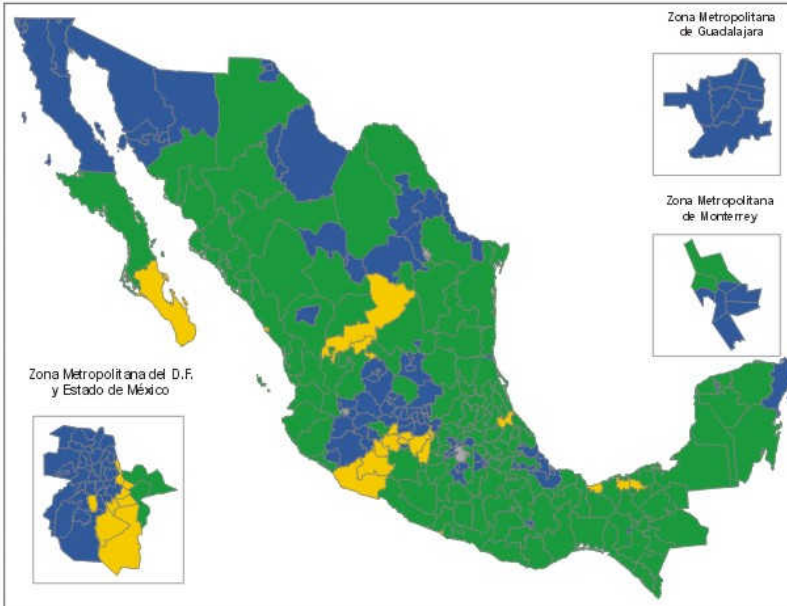 Zona Metropolitana
de Guadalajara
Zona Metropolitana
de Monterrey
Zona Metropolitana del D.F.
y Estado de México